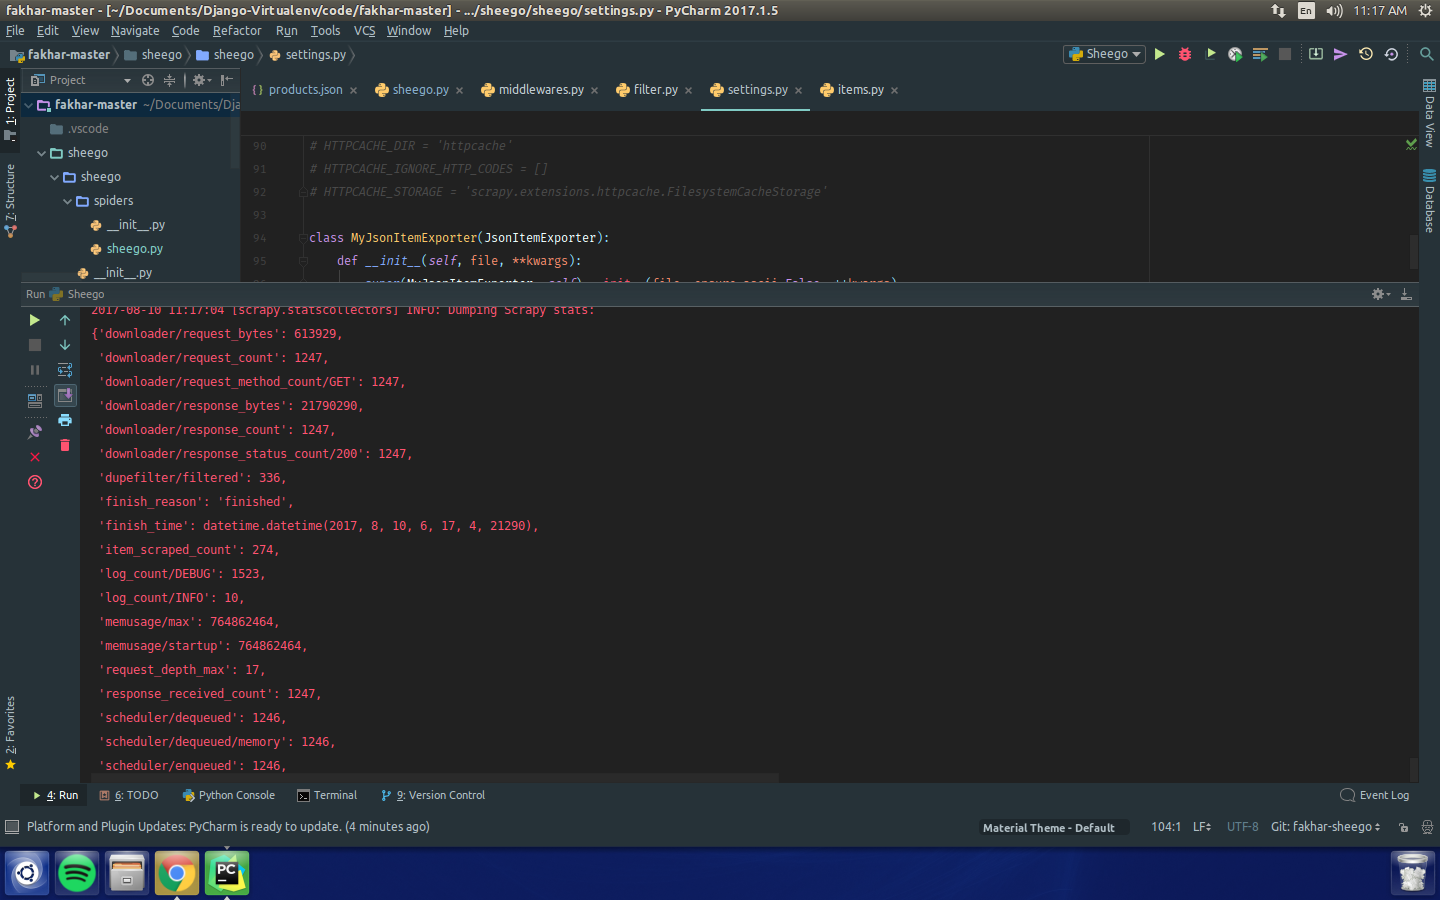 fakhar-master - [~/Documents/Django-Virtualenv/code/fakhar-master] - .../sheego/sheego/settings.py - PyCharm 2017.1.5
En
11:17 AM
File Edit View Navigate Code Refactor Run Tools VCS Window Help
fakhar-master sheego sheego settings.py
Sheego
Project
products.json sheego.py middlewares.py filter.py settings.py items.py
1: Project
7: Structure
2: Favorites
Data View
Database
fakhar-master ~/Documents/Dja
.vscode
sheego
sheego
spiders
__init__.py
sheego.py
__init__.py
90 # HTTPCACHE_DIR = 'httpcache'
91 # HTTPCACHE_IGNORE_HTTP_CODES = []
92 # HTTPCACHE_STORAGE = 'scrapy.extensions.httpcache.FilesystemCacheStorage'
93
94 class MyJsonItemExporter(JsonItemExporter):
95 def __init__(self, file, **kwargs):
super(MyJsonItemExporter, self).__init__(file, ensure_ascii=False, **kwargs)
Run Sheego
2017-08-10 11:17:04 [scrapy.statscollectors] INFO: Dumping Scrapy stats:
{'downloader/request_bytes': 613929,
'downloader/request_count': 1247,
'downloader/request_method_count/GET': 1247,
'downloader/response_bytes': 21790290,
'downloader/response_count': 1247,
'downloader/response_status_count/200': 1247,
'dupefilter/filtered': 336,
'finish_reason': 'finished',
'finish_time': datetime.datetime(2017, 8, 10, 6, 17, 4, 21290),
'item_scraped_count': 274,
'log_count/DEBUG': 1523,
'log_count/INFO': 10,
'memusage/max': 764862464,
'memusage/startup': 764862464,
'request_depth_max': 17,
'response_received_count': 1247,
'scheduler/dequeued': 1246,
'scheduler/dequeued/memory': 1246,
'scheduler/enqueued': 1246,
4: Run 6: TODO Python Console Terminal 9: Version Control Event Log
Platform and Plugin Updates: PyCharm is ready to update. (4 minutes ago)
Material Theme - Default 104:1 LF UTF-8 Git: fakhar-sheego
PC